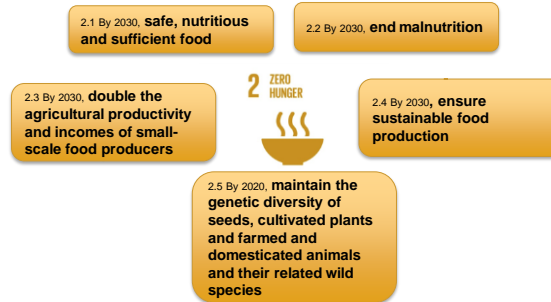 2.1 By 2030, safe, nutritious
and sufficient food
2.2 By 2030, end malnutrition
2 ZERO
HUNGER
2.3 By 2030, double the
agricultural productivity
and incomes of small-
scale food producers
2.4 By 2030, ensure
sustainable food
production
2.5 By 2020, maintain the
genetic diversity of
seeds, cultivated plants
and farmed and
domesticated animals
and their related wild
species